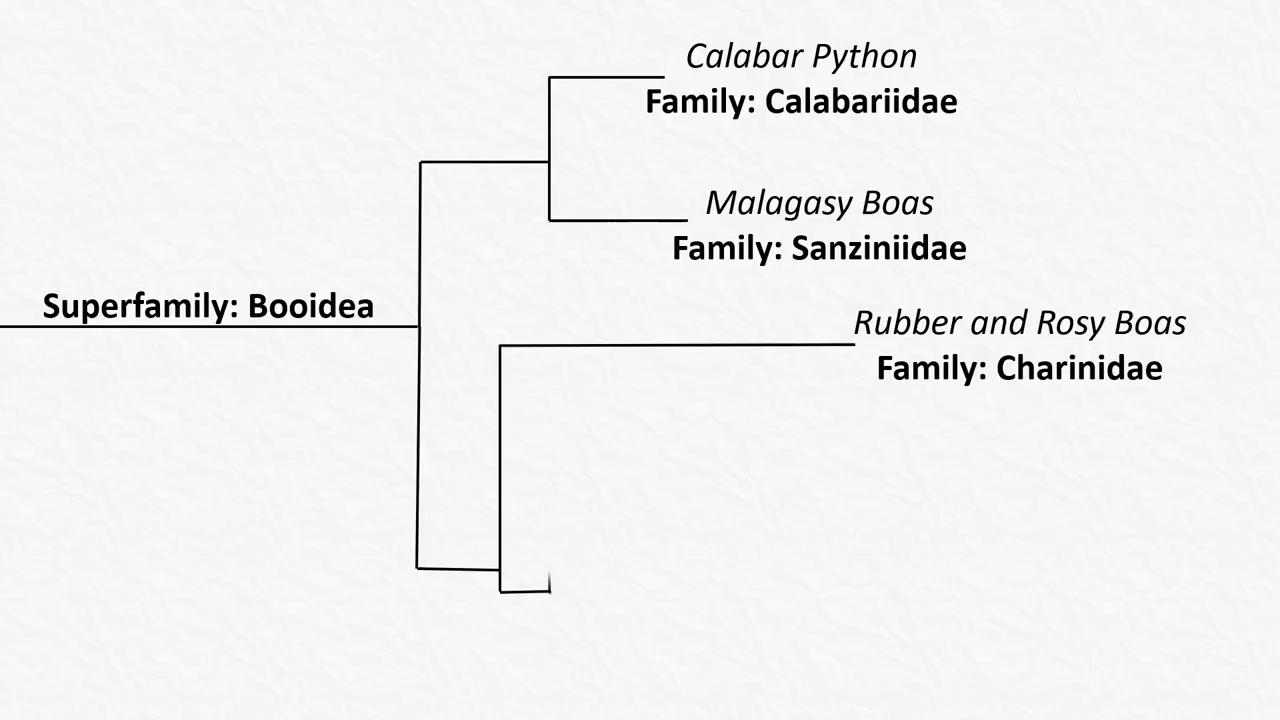 Calabar Python
Family: Calabariidae
Malagasy Boas
Family: Sanziniidae
Superfamily: Booidea
Rubber and Rosy Boas
Family: Charinidae